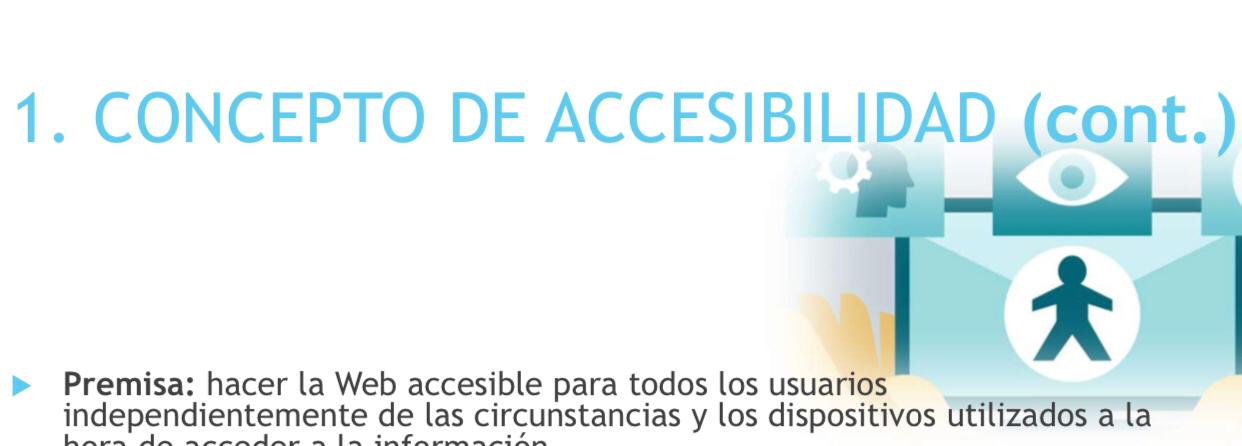 1. CONCEPTO DE ACCESIBILIDAD (cont.)
Premisa: hacer la Web accesible para todos los usuarios
independientemente de las circunstancias y los dispositivos utilizados a la
hora de acceder a la información